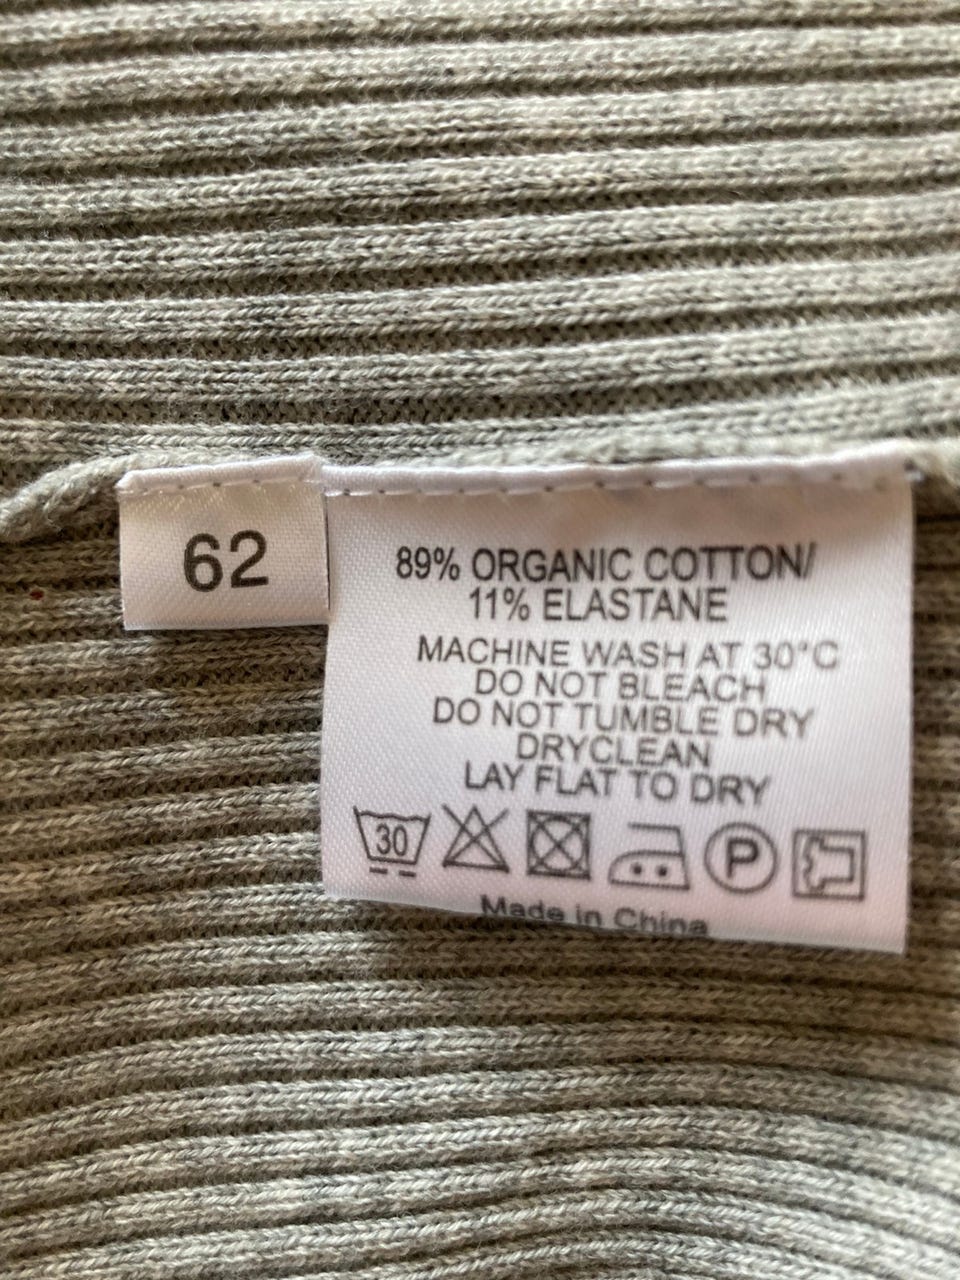 62
89% ORGANIC COTTON/
11% ELASTANE
MACHINE WASH AT 30°C
DO NOT BLEACH
DO NOT TUMBLE DRY
DRYCLEAN
LAY FLAT TO DRY
30
P
Made in China